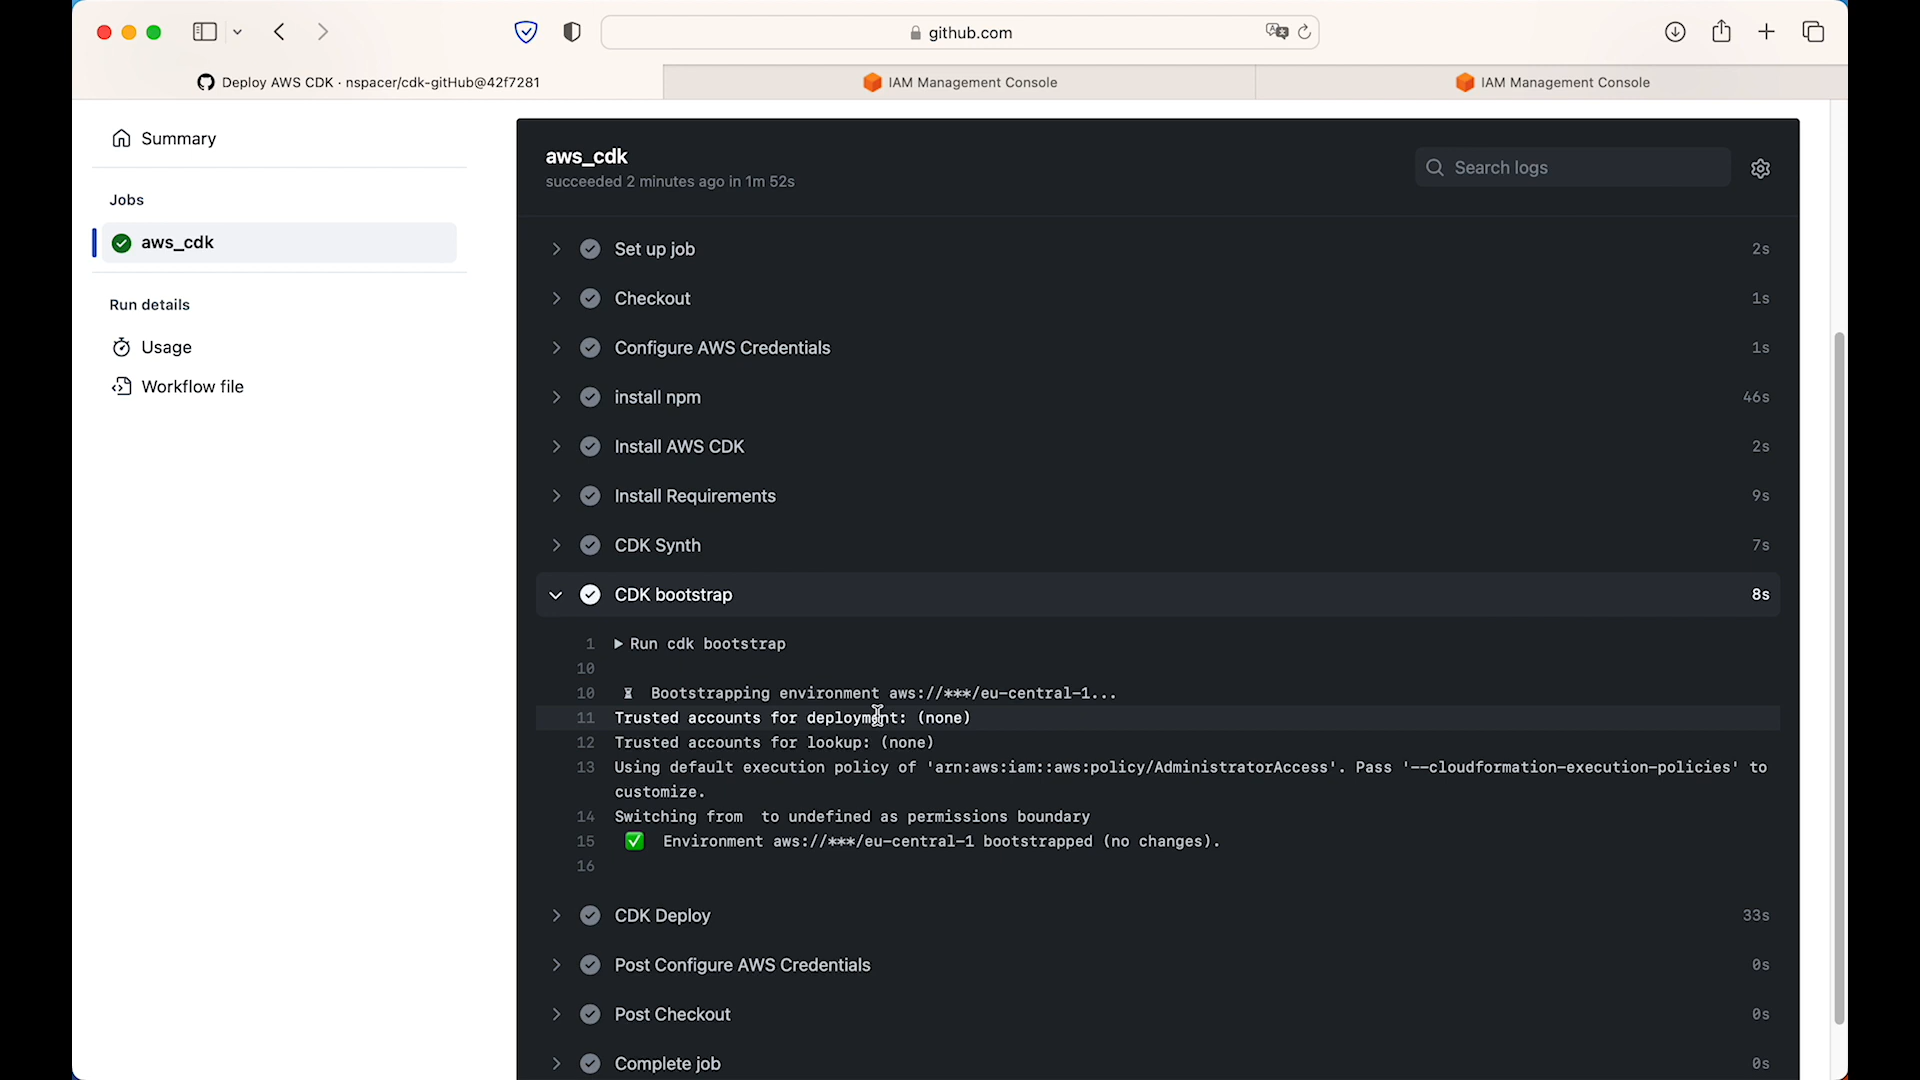 github.com
Deploy AWS CDK · nspacer/cdk-gitHub@42f7281
IAM Management Console
IAM Management Console
Summary
Jobs
aws_cdk
Run details
Usage
Workflow file
aws_cdk
succeeded 2 minutes ago in 1m 52s
Search logs
Set up job 2s
Checkout 1s
Configure AWS Credentials 1s
install npm 46s
Install AWS CDK 2s
Install Requirements 9s
CDK Synth 7s
CDK bootstrap 8s
1 ▶ Run cdk bootstrap
10
10 ⏳ Bootstrapping environment aws://***/eu-central-1...
11 Trusted accounts for deployment: (none)
12 Trusted accounts for lookup: (none)
13 Using default execution policy of 'arn:aws:iam::aws:policy/AdministratorAccess'. Pass '--cloudformation-execution-policies' to
customize.
14 Switching from  to undefined as permissions boundary
15 ✅ Environment aws://***/eu-central-1 bootstrapped (no changes).
16
CDK Deploy 33s
Post Configure AWS Credentials 0s
Post Checkout 0s
Complete job 0s